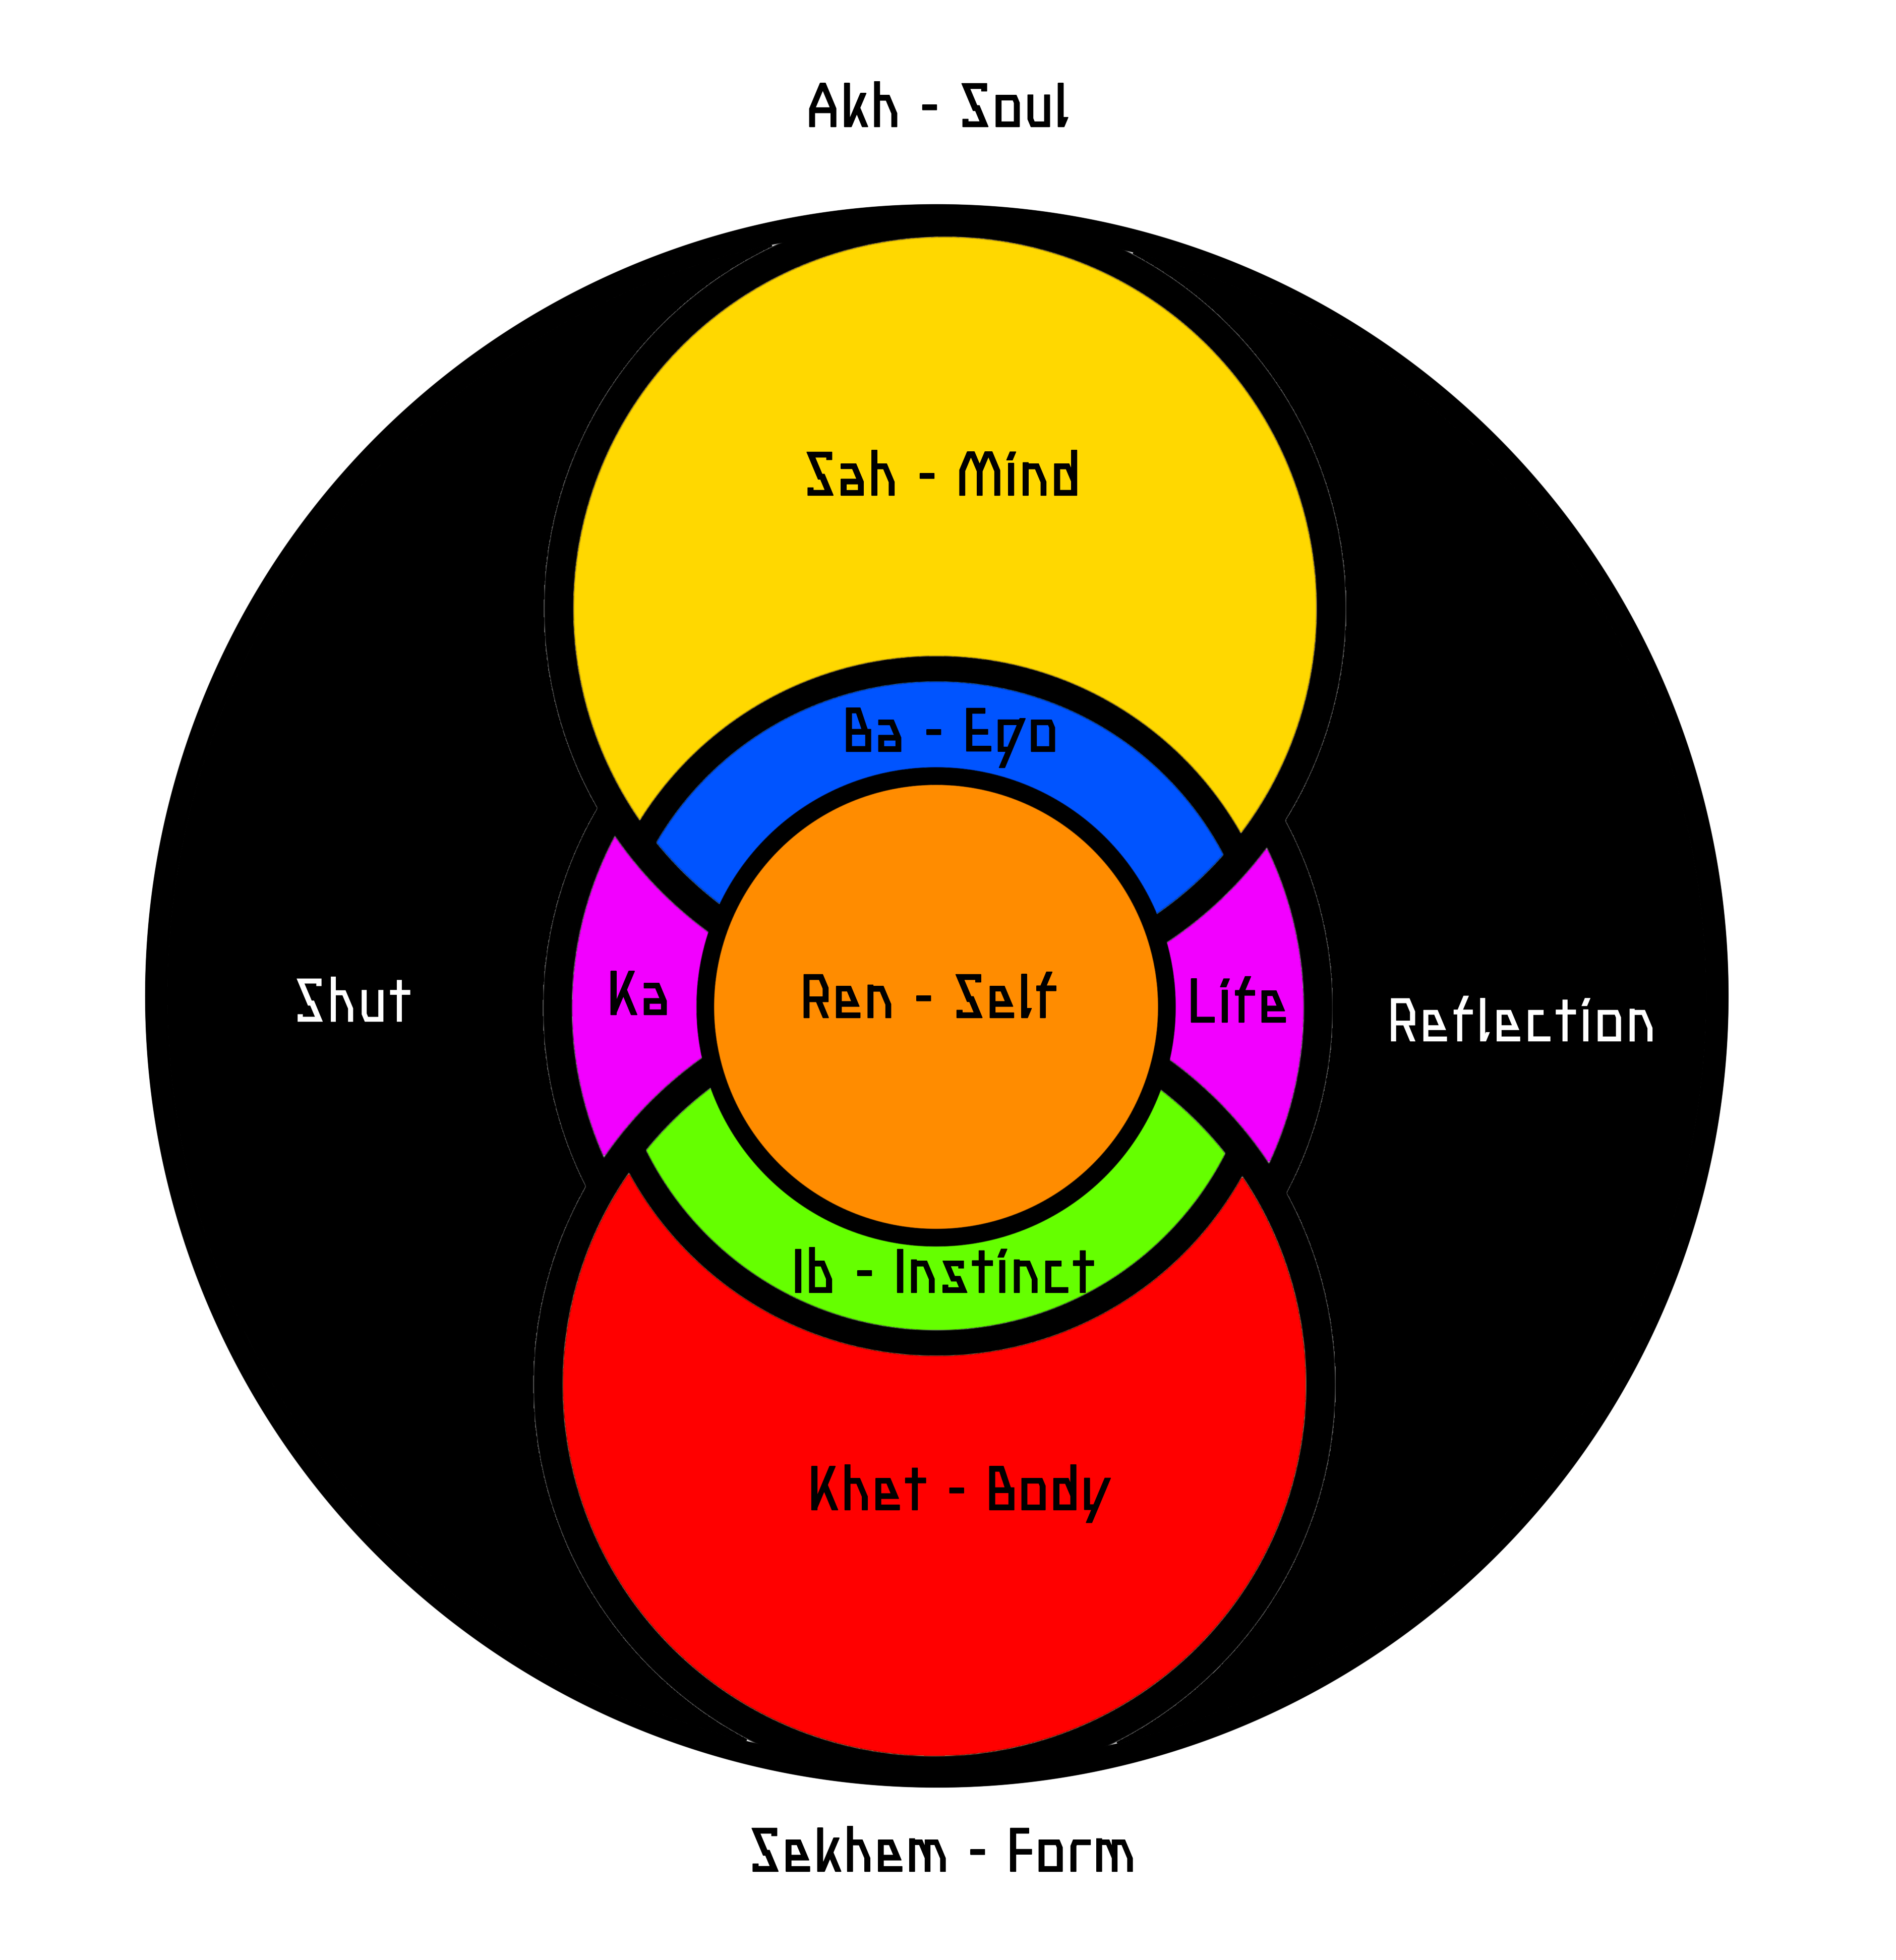 Akh - Soul
Sah - Mind
Ba - Ego
Shut
Ka
Ren - Self
Life
Reflection
Ib - Instinct
Khet - Body
Sekhem - Form